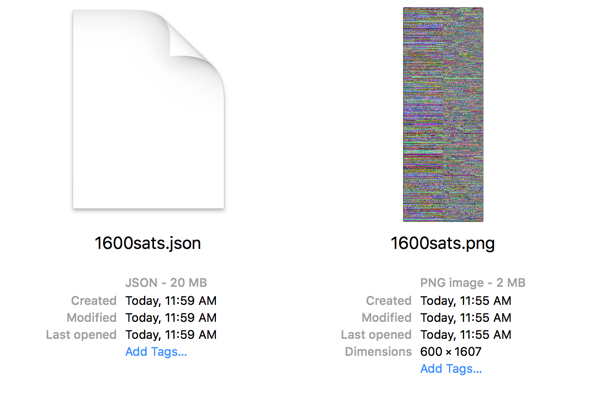 1600sats.json
JSON - 20 MB
Created Today, 11:59 AM
Modified Today, 11:59 AM
Last opened Today, 11:59 AM
Add Tags...
1600sats.png
PNG image - 2 MB
Created Today, 11:55 AM
Modified Today, 11:55 AM
Last opened Today, 11:55 AM
Dimensions 600 × 1607
Add Tags...